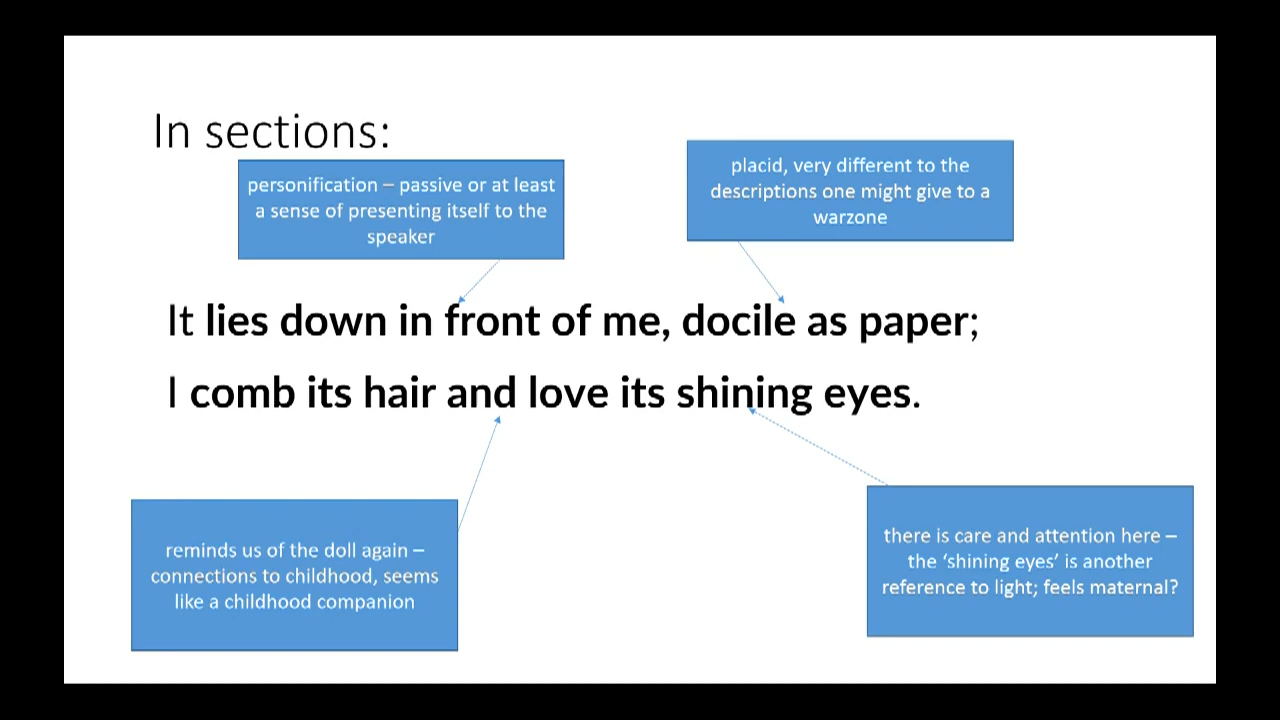 In sections:
personification – passive or at least
a sense of presenting itself to the
speaker
placid, very different to the
descriptions one might give to a
warzone
It lies down in front of me, docile as paper;
I comb its hair and love its shining eyes.
reminds us of the doll again –
connections to childhood, seems
like a childhood companion
there is care and attention here –
the ‘shining eyes’ is another
reference to light; feels maternal?